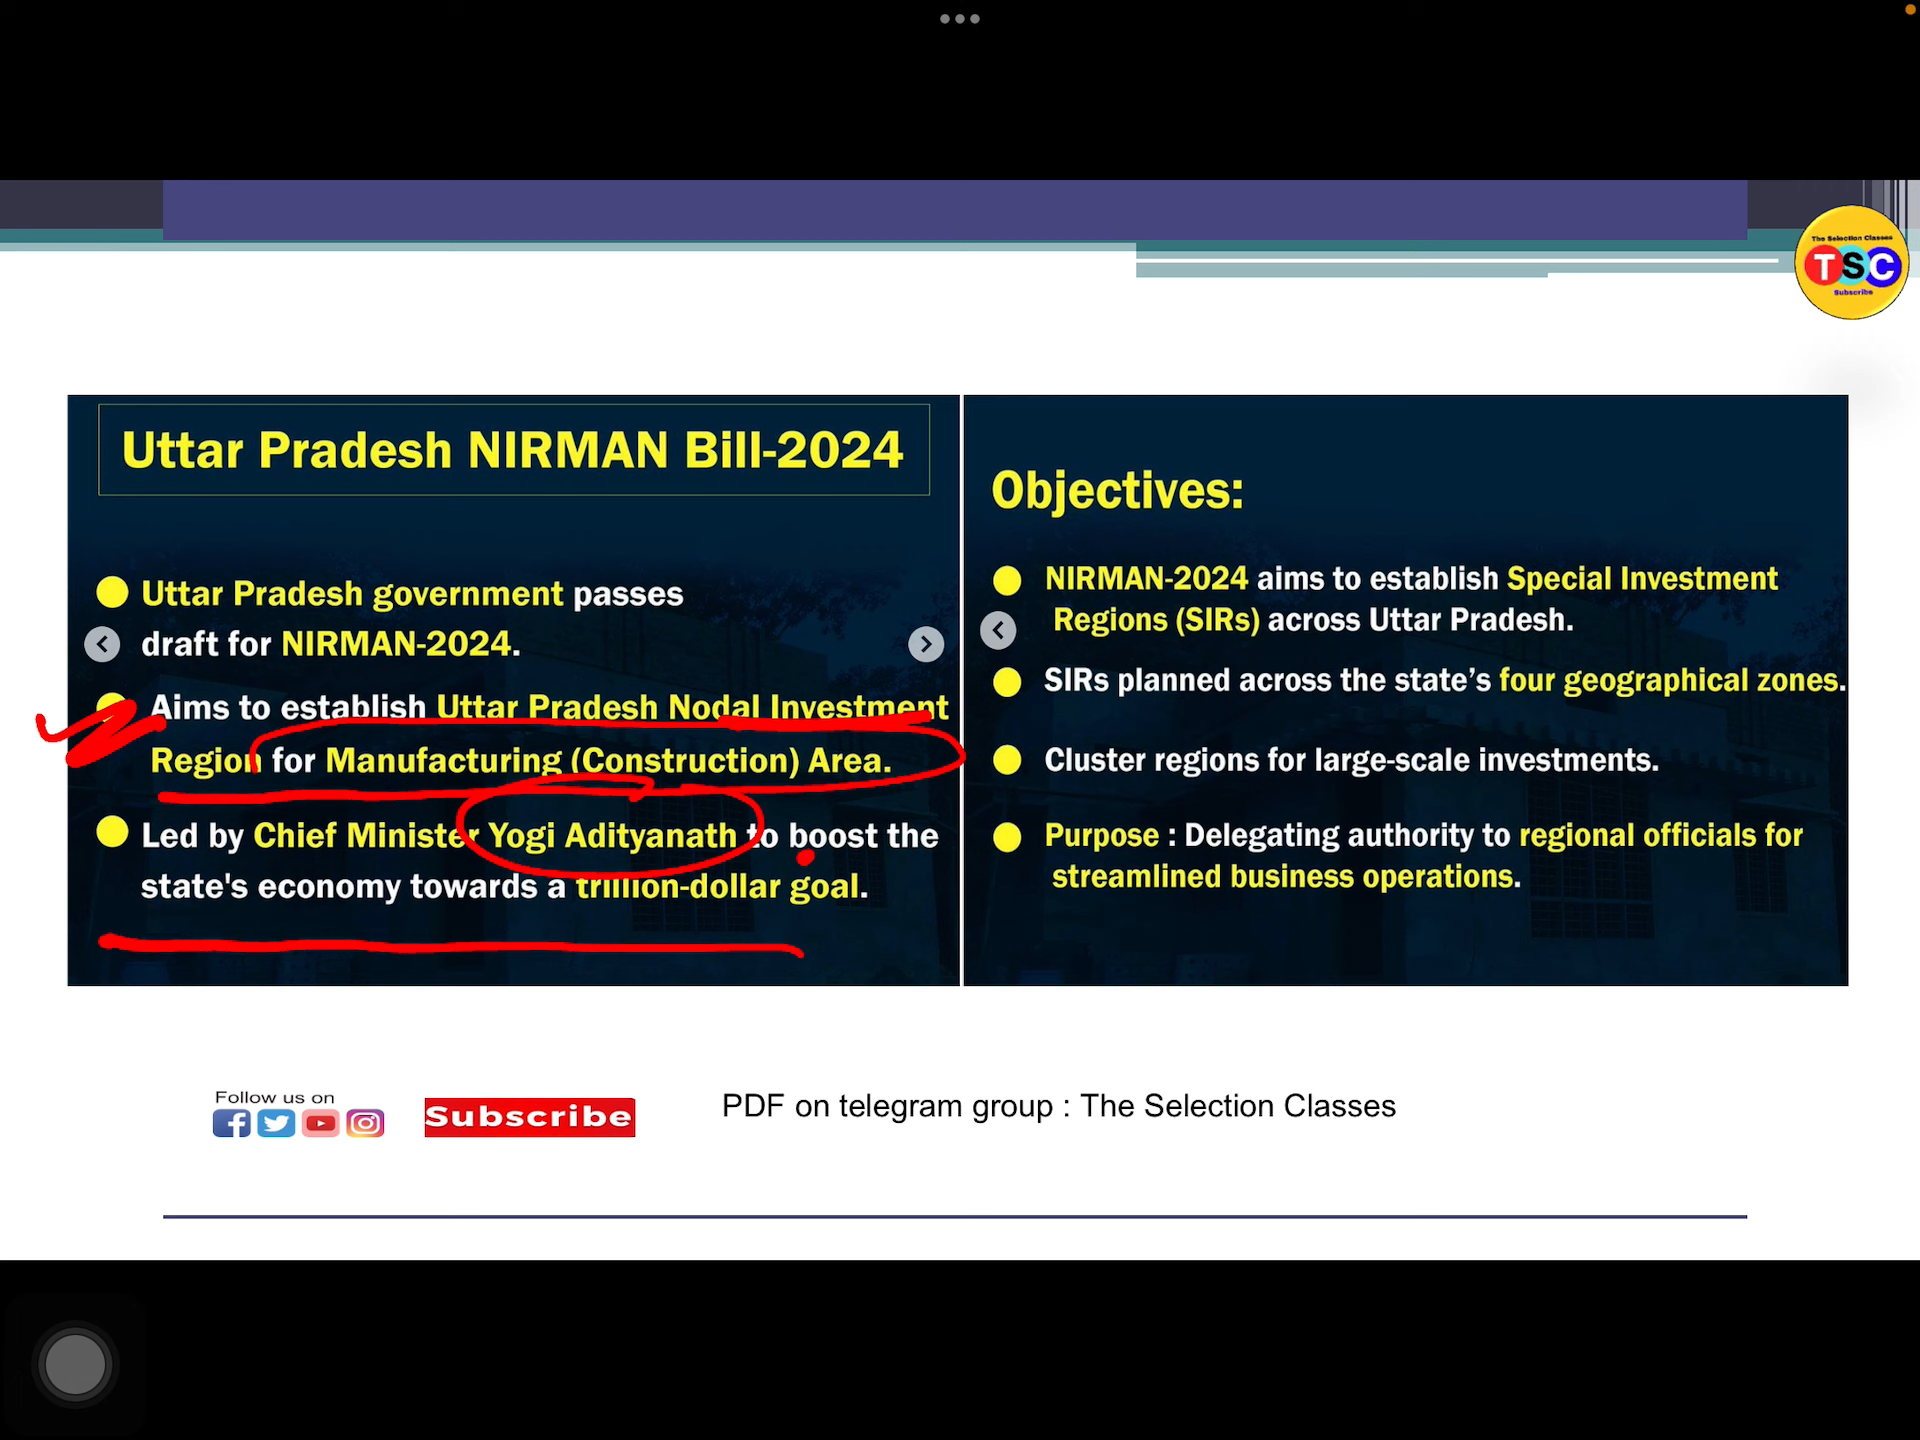 The Selection Classes
TSC
Subscribe
Uttar Pradesh NIRMAN Bill-2024
Uttar Pradesh government passes
draft for NIRMAN-2024.
Aims to establish Uttar Pradesh Nodal Investment
Region for Manufacturing (Construction) Area.
Led by Chief Minister Yogi Adityanath to boost the
state's economy towards a trillion-dollar goal.
Objectives:
NIRMAN-2024 aims to establish Special Investment
Regions (SIRs) across Uttar Pradesh.
SIRs planned across the state’s four geographical zones.
Cluster regions for large-scale investments.
Purpose : Delegating authority to regional officials for
streamlined business operations.
Follow us on
Subscribe
PDF on telegram group : The Selection Classes